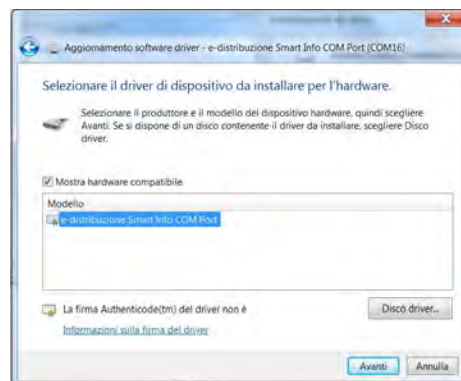 Aggiornamento software driver - e-distribuzione Smart Info COM Port (COM16)
Selezionare il driver di dispositivo da installare per l'hardware.
Selezionare il produttore e il modello del dispositivo hardware, quindi scegliere
Avanti. Se si dispone di un disco contenente il driver da installare, scegliere Disco
driver.
Mostra hardware compatibile
Modello
e-distribuzione Smart Info COM Port
La firma Authenticode(tm) del driver non è
Disco driver...
Informazioni sulla firma del driver
Avanti
Annulla